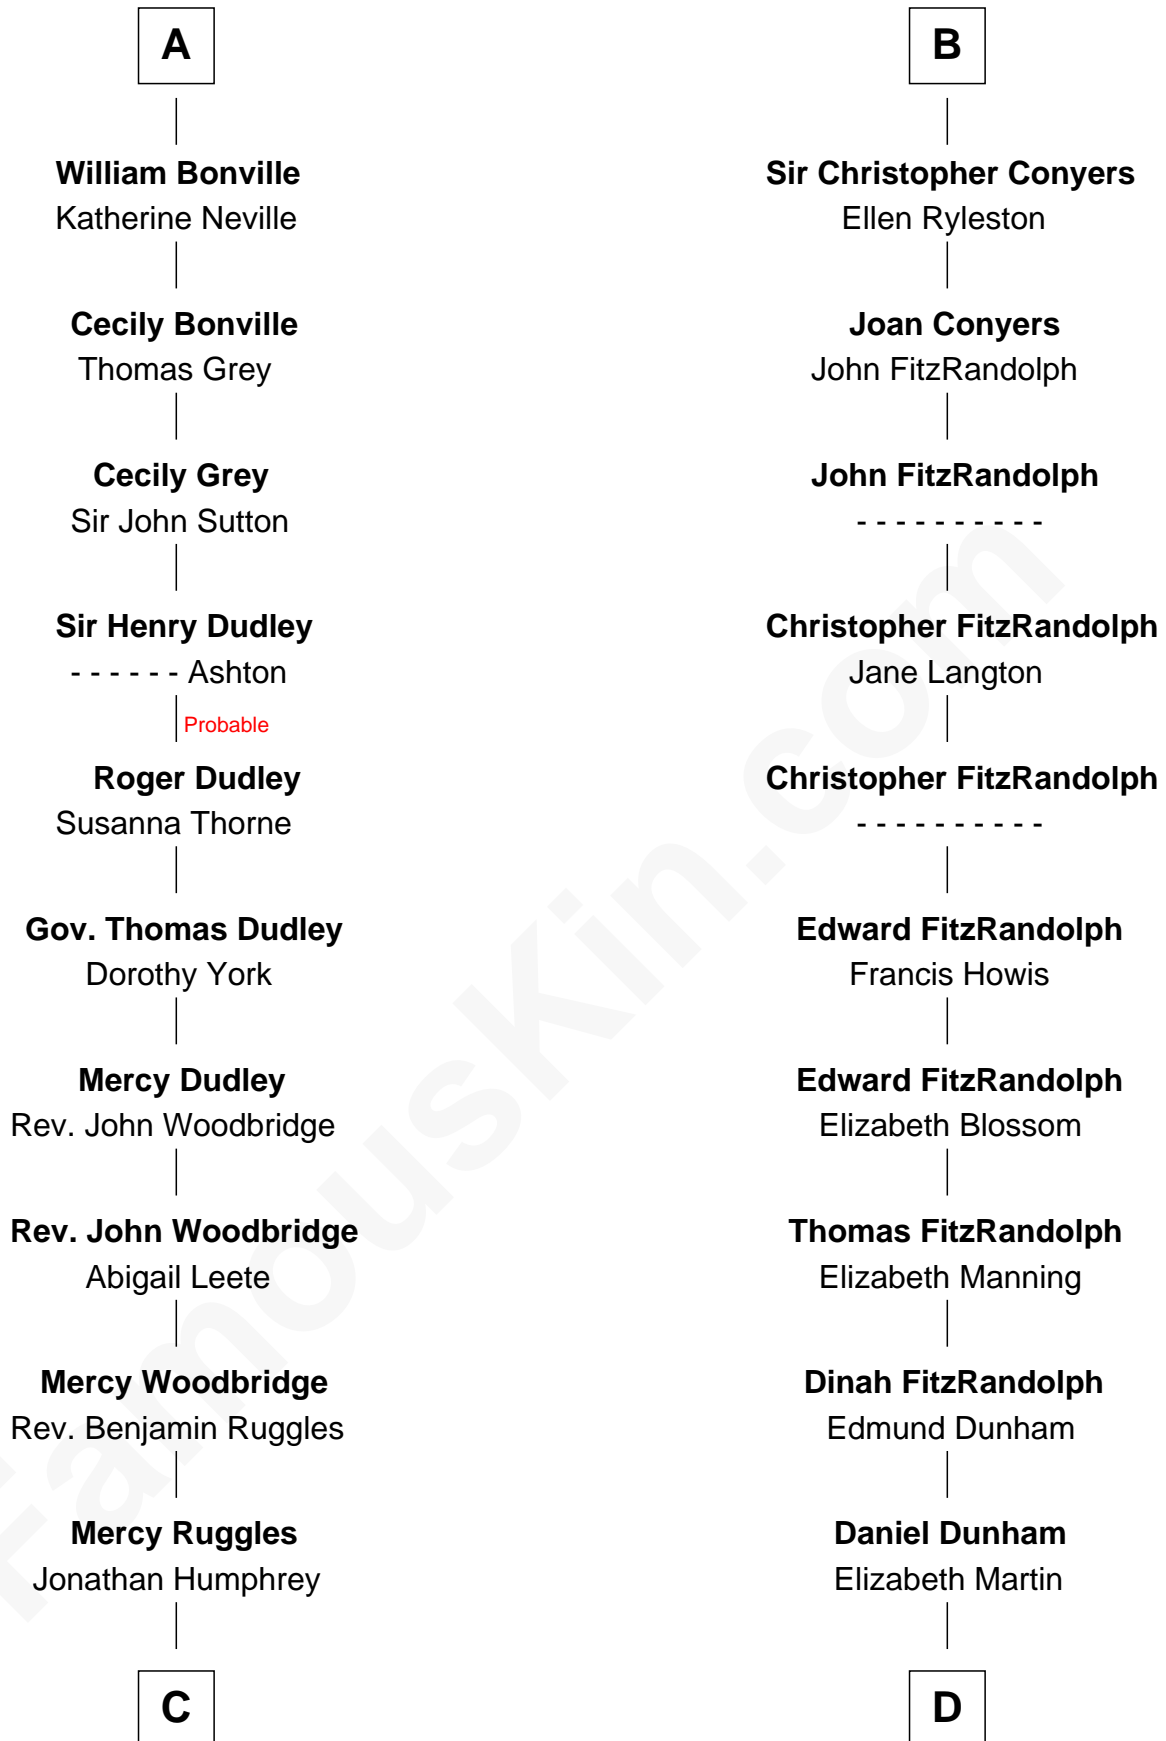 A
William Bonville
Katherine Neville
Cecily Bonville
Thomas Grey
Cecily Grey
Sir John Sutton
Sir Henry Dudley
- - - - - - Ashton
Probable
Roger Dudley
Susanna Thorne
Gov. Thomas Dudley
Dorothy York
Mercy Dudley
Rev. John Woodbridge
Rev. John Woodbridge
Abigail Leete
Mercy Woodbridge
Rev. Benjamin Ruggles
Mercy Ruggles
Jonathan Humphrey
C
B
Sir Christopher Conyers
Ellen Ryleston
Joan Conyers
John FitzRandolph
John FitzRandolph
- - - - - - - - - -
Christopher FitzRandolph
Jane Langton
Christopher FitzRandolph
- - - - - - - - - -
Edward FitzRandolph
Francis Howis
Edward FitzRandolph
Elizabeth Blossom
Thomas FitzRandolph
Elizabeth Manning
Dinah FitzRandolph
Edmund Dunham
Daniel Dunham
Elizabeth Martin
D
FamousKin.com